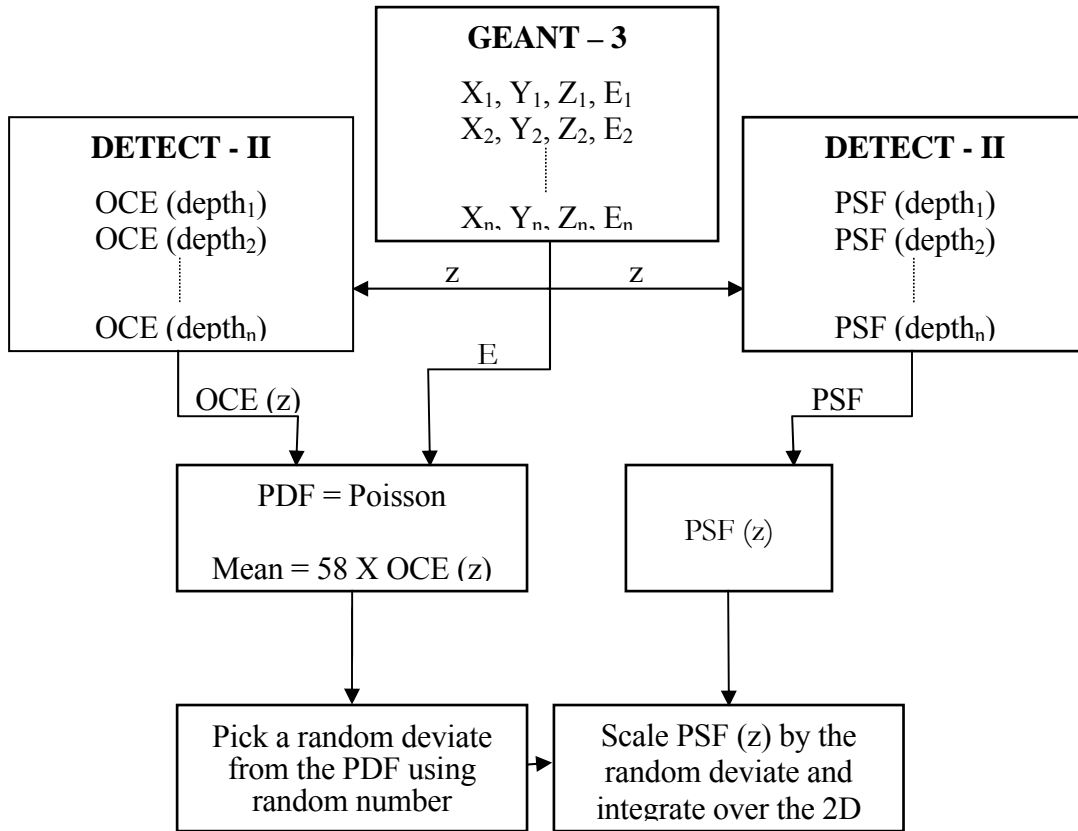 GEANT – 3
X₁, Y₁, Z₁, E₁
X₂, Y₂, Z₂, E₂
Xₙ, Yₙ, Zₙ, Eₙ
DETECT - II
OCE (depth₁)
OCE (depth₂)
OCE (depthₙ)
DETECT - II
PSF (depth₁)
PSF (depth₂)
PSF (depthₙ)
z
z
E
OCE (z)
PSF
PDF = Poisson
Mean = 58 X OCE (z)
PSF (z)
Pick a random deviate
from the PDF using
random number
Scale PSF (z) by the
random deviate and
integrate over the 2D